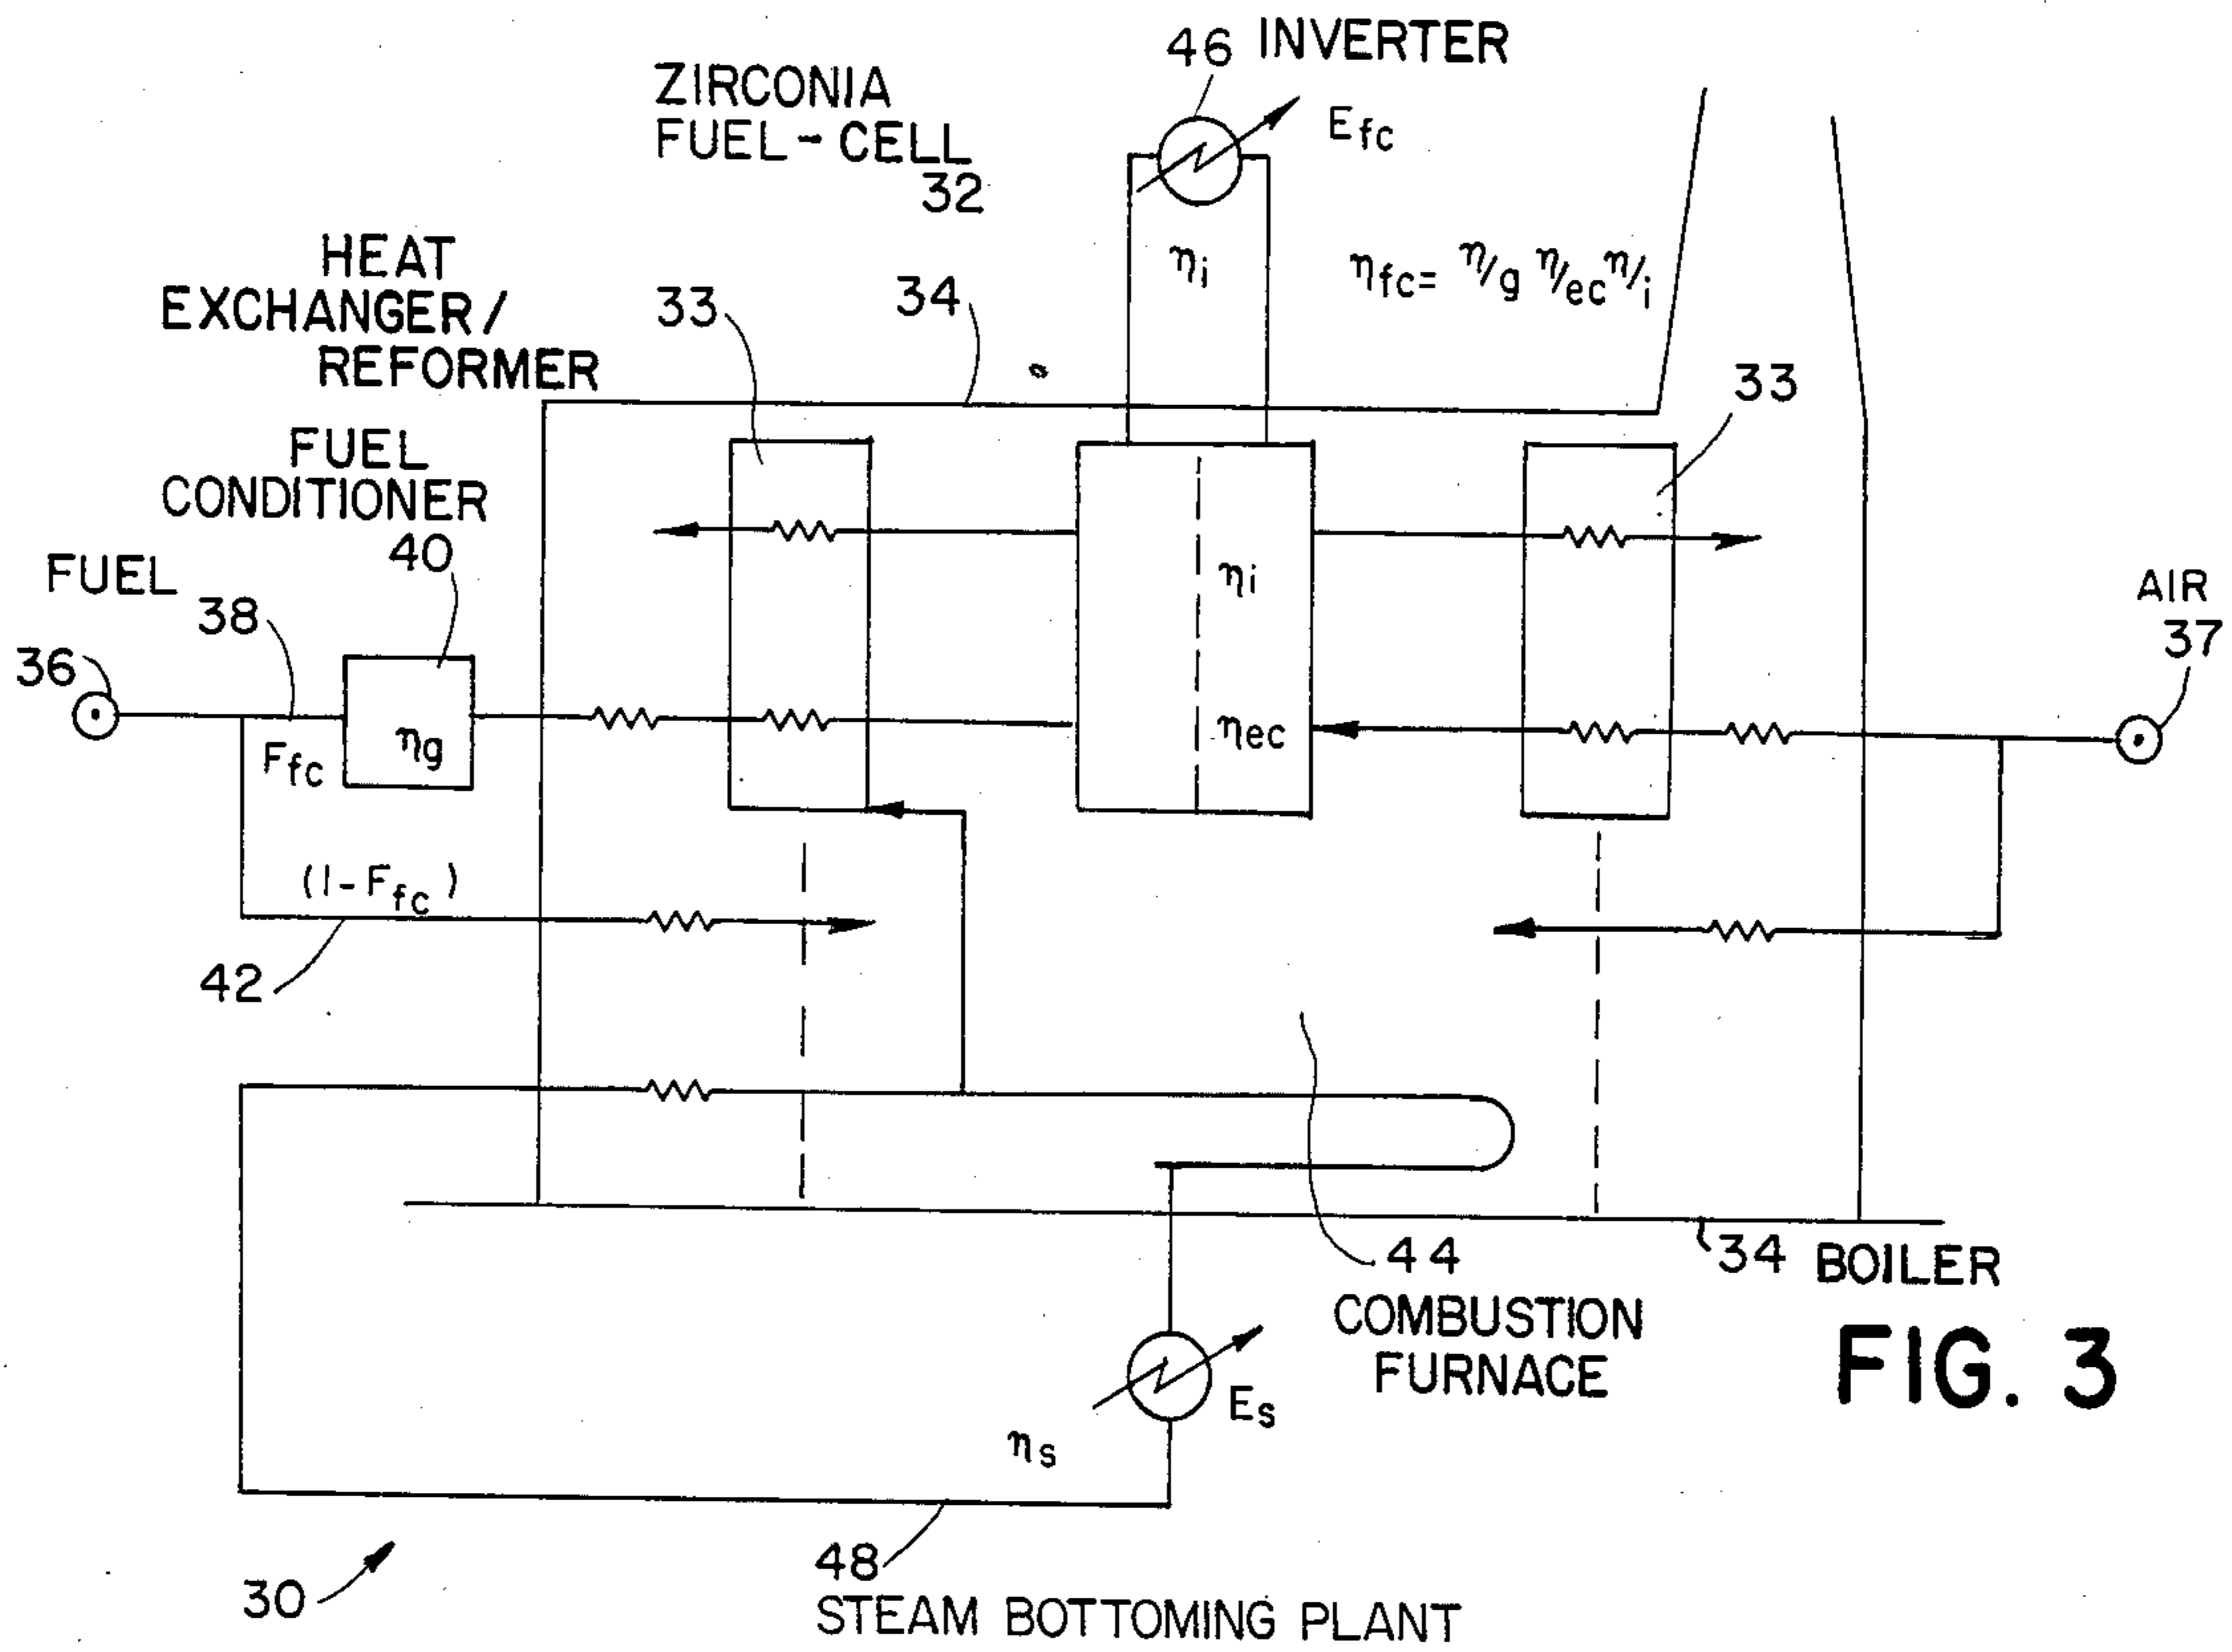 46 INVERTER
ZIRCONIA
FUEL-CELL
32
Efc
HEAT
EXCHANGER/
REFORMER
33
34
ηi
ηfc= η/g η/ec η/i
33
FUEL
CONDITIONER
40
FUEL
38
36
ηi
AIR
37
Ffc
ηg
ηec
(1-Ffc)
42
44
COMBUSTION
FURNACE
34 BOILER
FIG. 3
Es
ηs
48
STEAM BOTTOMING PLANT
30